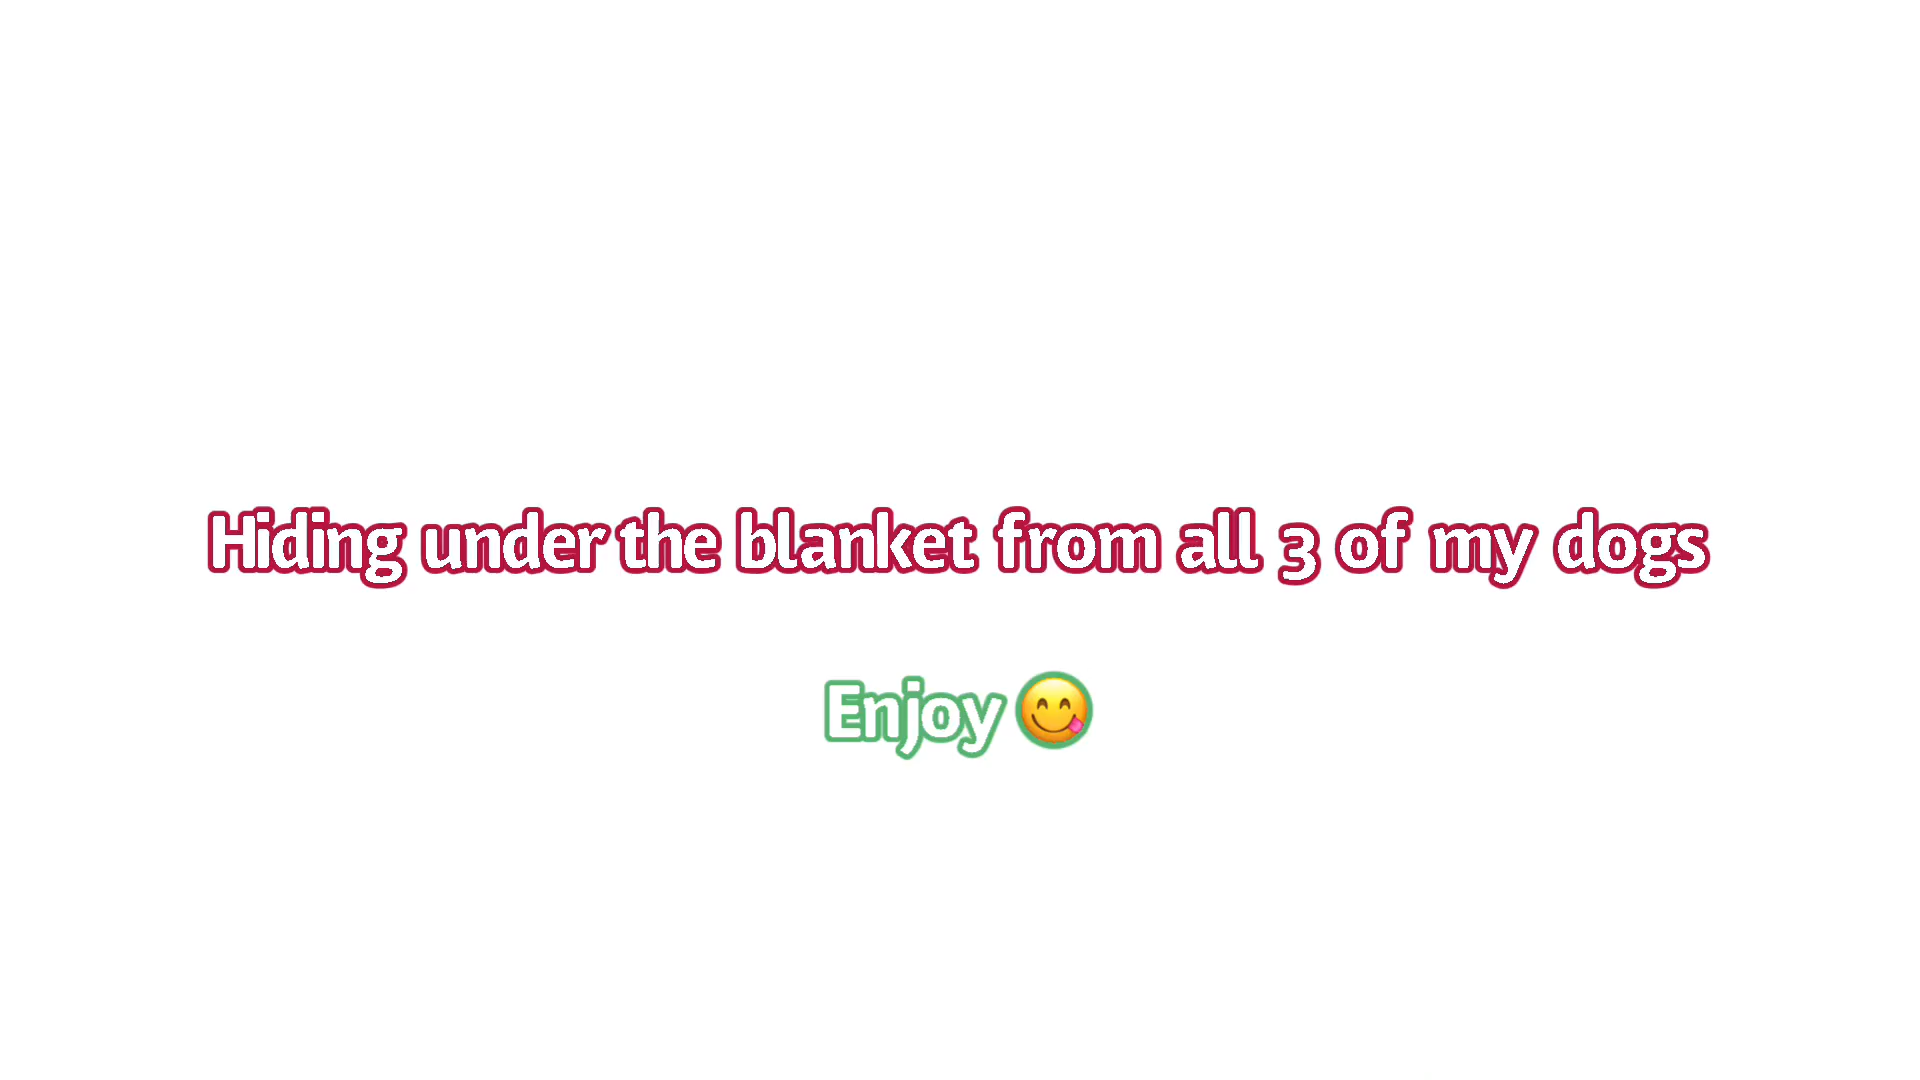 Hiding under the blanket from all 3 of my dogs
Enjoy 😋